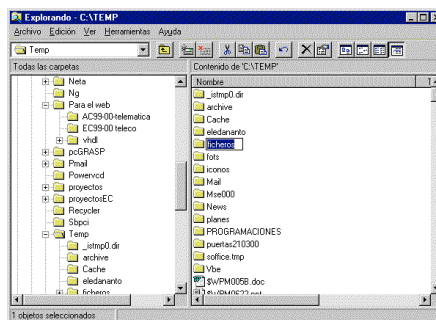 Explorando - C:\TEMP
Archivo Edición Ver Herramientas Ayuda
Temp
Todas las carpetas
Contenido de 'C:\TEMP'
Neta
Ng
Para el web
AC99-00-telematica
EC99-00 teleco
vhdl
pcGRASP
Pmail
Powervcd
proyectos
proyectosEC
Recycler
Sbpci
Temp
_istmp0.dir
archive
Cache
eledananto
ficheros
Nombre
_istmp0.dir
archive
Cache
eledananto
ficheros
fots
iconos
Mail
Mse000
News
planes
PROGRAMACIONES
puertas210300
soffice.tmp
Vbe
$WPM005B.doc
1 objetos seleccionados